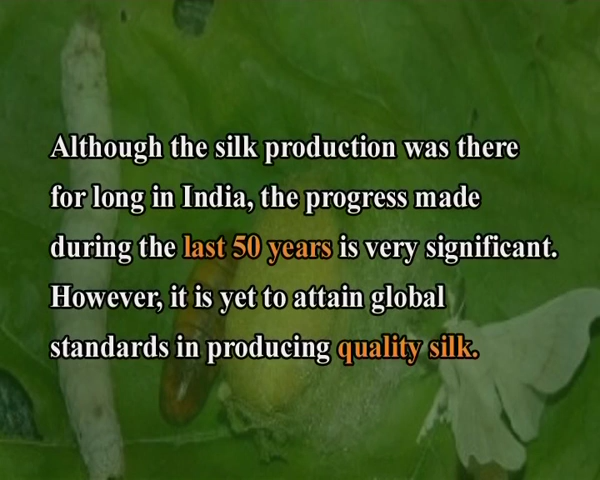 Although the silk production was there
for long in India, the progress made
during the last 50 years is very significant.
However, it is yet to attain global
standards in producing quality silk.